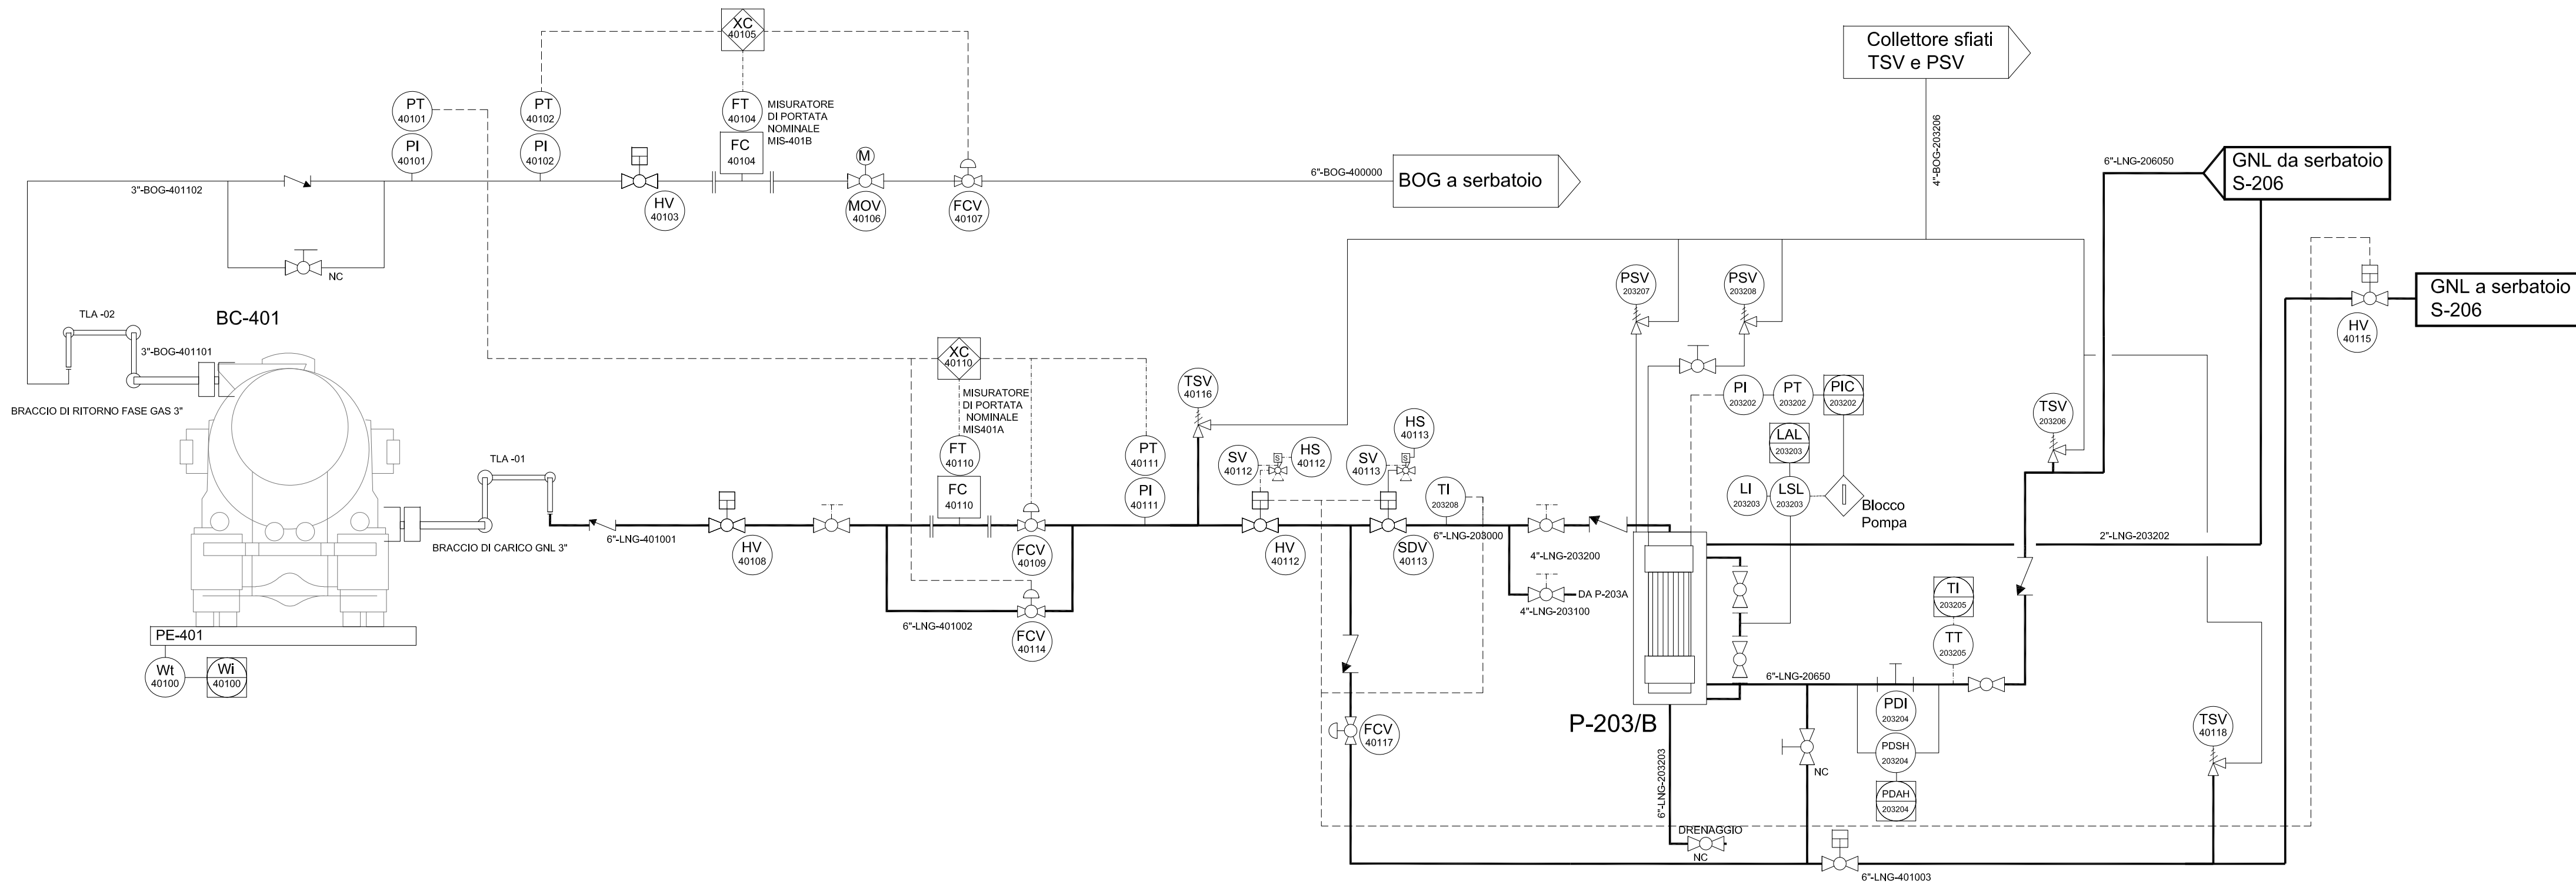 XC
40105
Collettore sfiati
TSV e PSV
PT
40101
PT
40102
FT
40104
MISURATORE
DI PORTATA
NOMINALE
MIS-401B
PI
40101
PI
40102
FC
40104
M
3"-BOG-401102
HV
40103
MOV
40106
FCV
40107
6"-BOG-400000
BOG a serbatoio
4"-BOG-203206
6"-LNG-206050
GNL da serbatoio
S-206
NC
PSV
203207
PSV
203208
GNL a serbatoio
S-206
HV
40115
TLA -02
BC-401
3"-BOG-401101
BRACCIO DI RITORNO FASE GAS 3"
XC
40110
MISURATORE
DI PORTATA
NOMINALE
MIS401A
TSV
40116
PI
203202
PT
203202
PIC
203202
TSV
203206
LAL
203203
HS
40113
FT
40110
PT
40111
SV
40112
HS
40112
SV
40113
TLA -01
FC
40110
PI
40111
TI
203208
LI
203203
LSL
203203
Blocco
Pompa
BRACCIO DI CARICO GNL 3"
6"-LNG-401001
HV
40108
FCV
40109
HV
40112
SDV
40113
6"-LNG-203000
4"-LNG-203200
2"-LNG-203202
DA P-203A
4"-LNG-203100
TI
203205
6"-LNG-401002
FCV
40114
TT
203205
PE-401
Wt
40100
Wi
40100
6"-LNG-20650
P-203/B
PDI
203204
FCV
40117
TSV
40118
PDSH
203204
NC
6"-LNG-203203
PDAH
203204
DRENAGGIO
NC
6"-LNG-401003